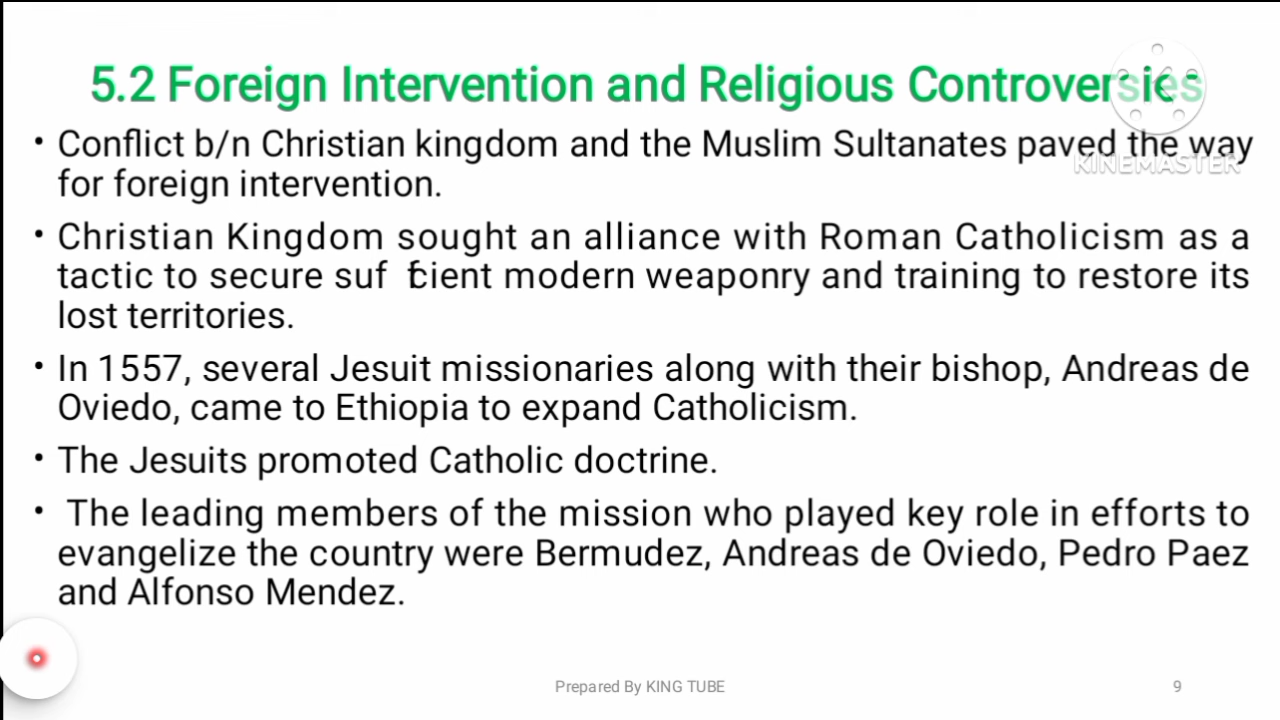 5.2 Foreign Intervention and Religious Controversies
• Conflict b/n Christian kingdom and the Muslim Sultanates paved the way
KINEMASTER
for foreign intervention.
• Christian Kingdom sought an alliance with Roman Catholicism as a
tactic to secure suf ficient modern weaponry and training to restore its
lost territories.
• In 1557, several Jesuit missionaries along with their bishop, Andreas de
Oviedo, came to Ethiopia to expand Catholicism.
• The Jesuits promoted Catholic doctrine.
• The leading members of the mission who played key role in efforts to
evangelize the country were Bermudez, Andreas de Oviedo, Pedro Paez
and Alfonso Mendez.
Prepared By KING TUBE
9